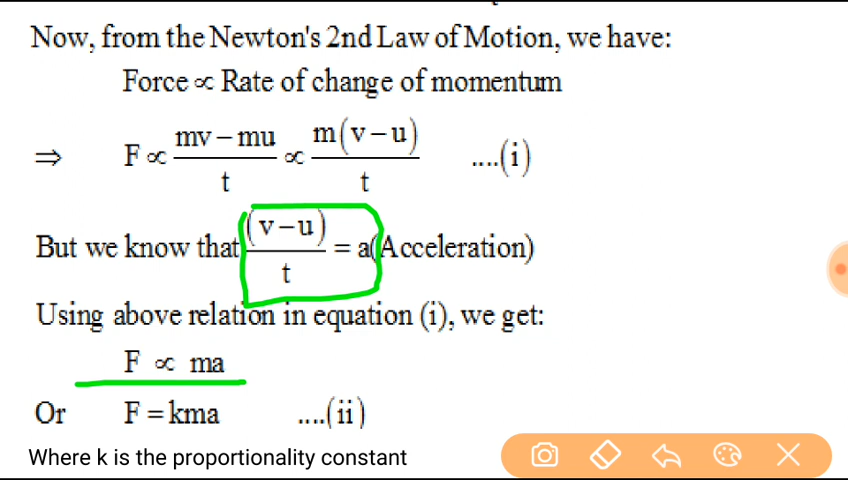 Now, from the Newton's 2nd Law of Motion, we have:
Force ∝ Rate of change of momentum
⇒ F ∝ (mv – mu)/t ∝ m(v – u)/t ....(i)
But we know that (v – u)/t = a(Acceleration)
Using above relation in equation (i), we get:
F ∝ ma
Or F = kma ....(ii)
Where k is the proportionality constant